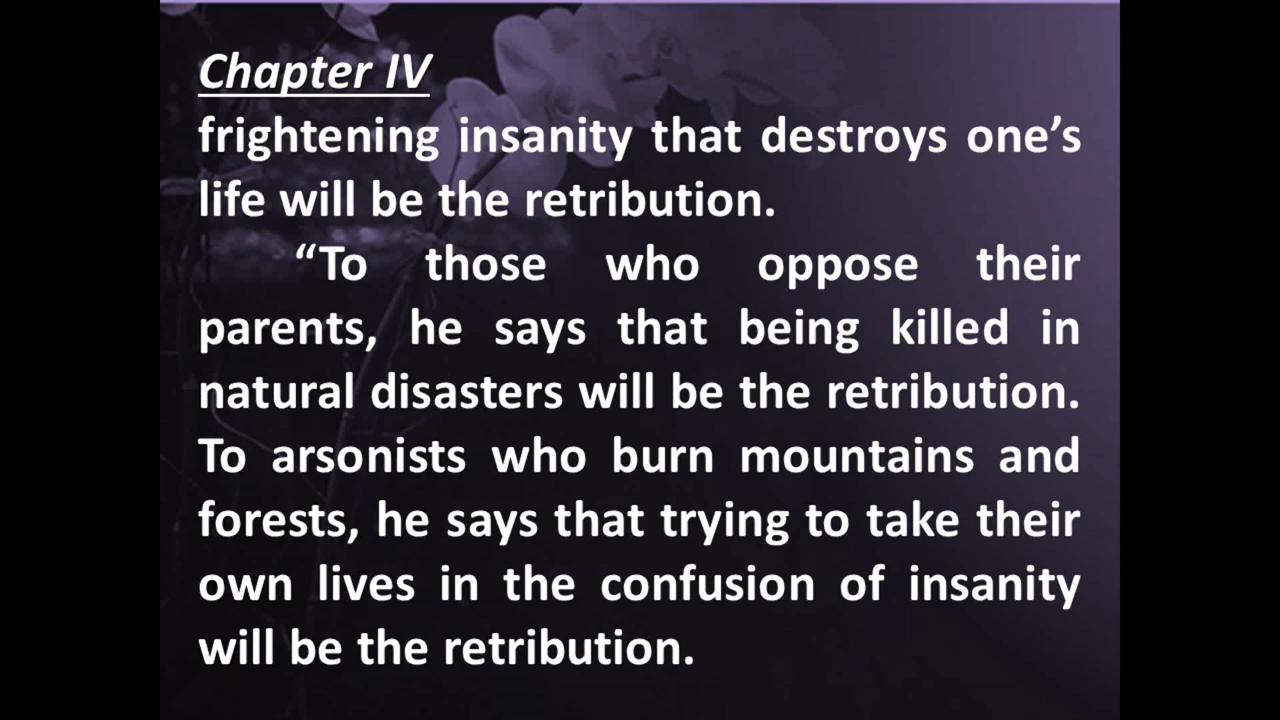 Chapter IV
frightening insanity that destroys one’s
life will be the retribution.
“To those who oppose their
parents, he says that being killed in
natural disasters will be the retribution.
To arsonists who burn mountains and
forests, he says that trying to take their
own lives in the confusion of insanity
will be the retribution.